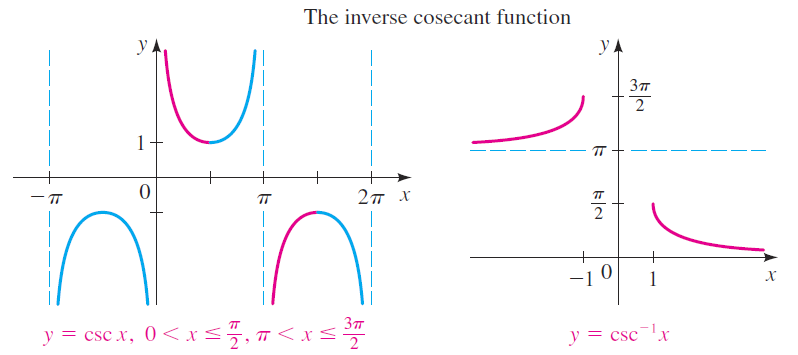 The inverse cosecant function
y
1
−π 0 π 2π x
y = csc x, 0 < x ≤ π/2, π < x ≤ 3π/2
y
3π/2
π
π/2
−1 0 1 x
y = csc⁻¹x